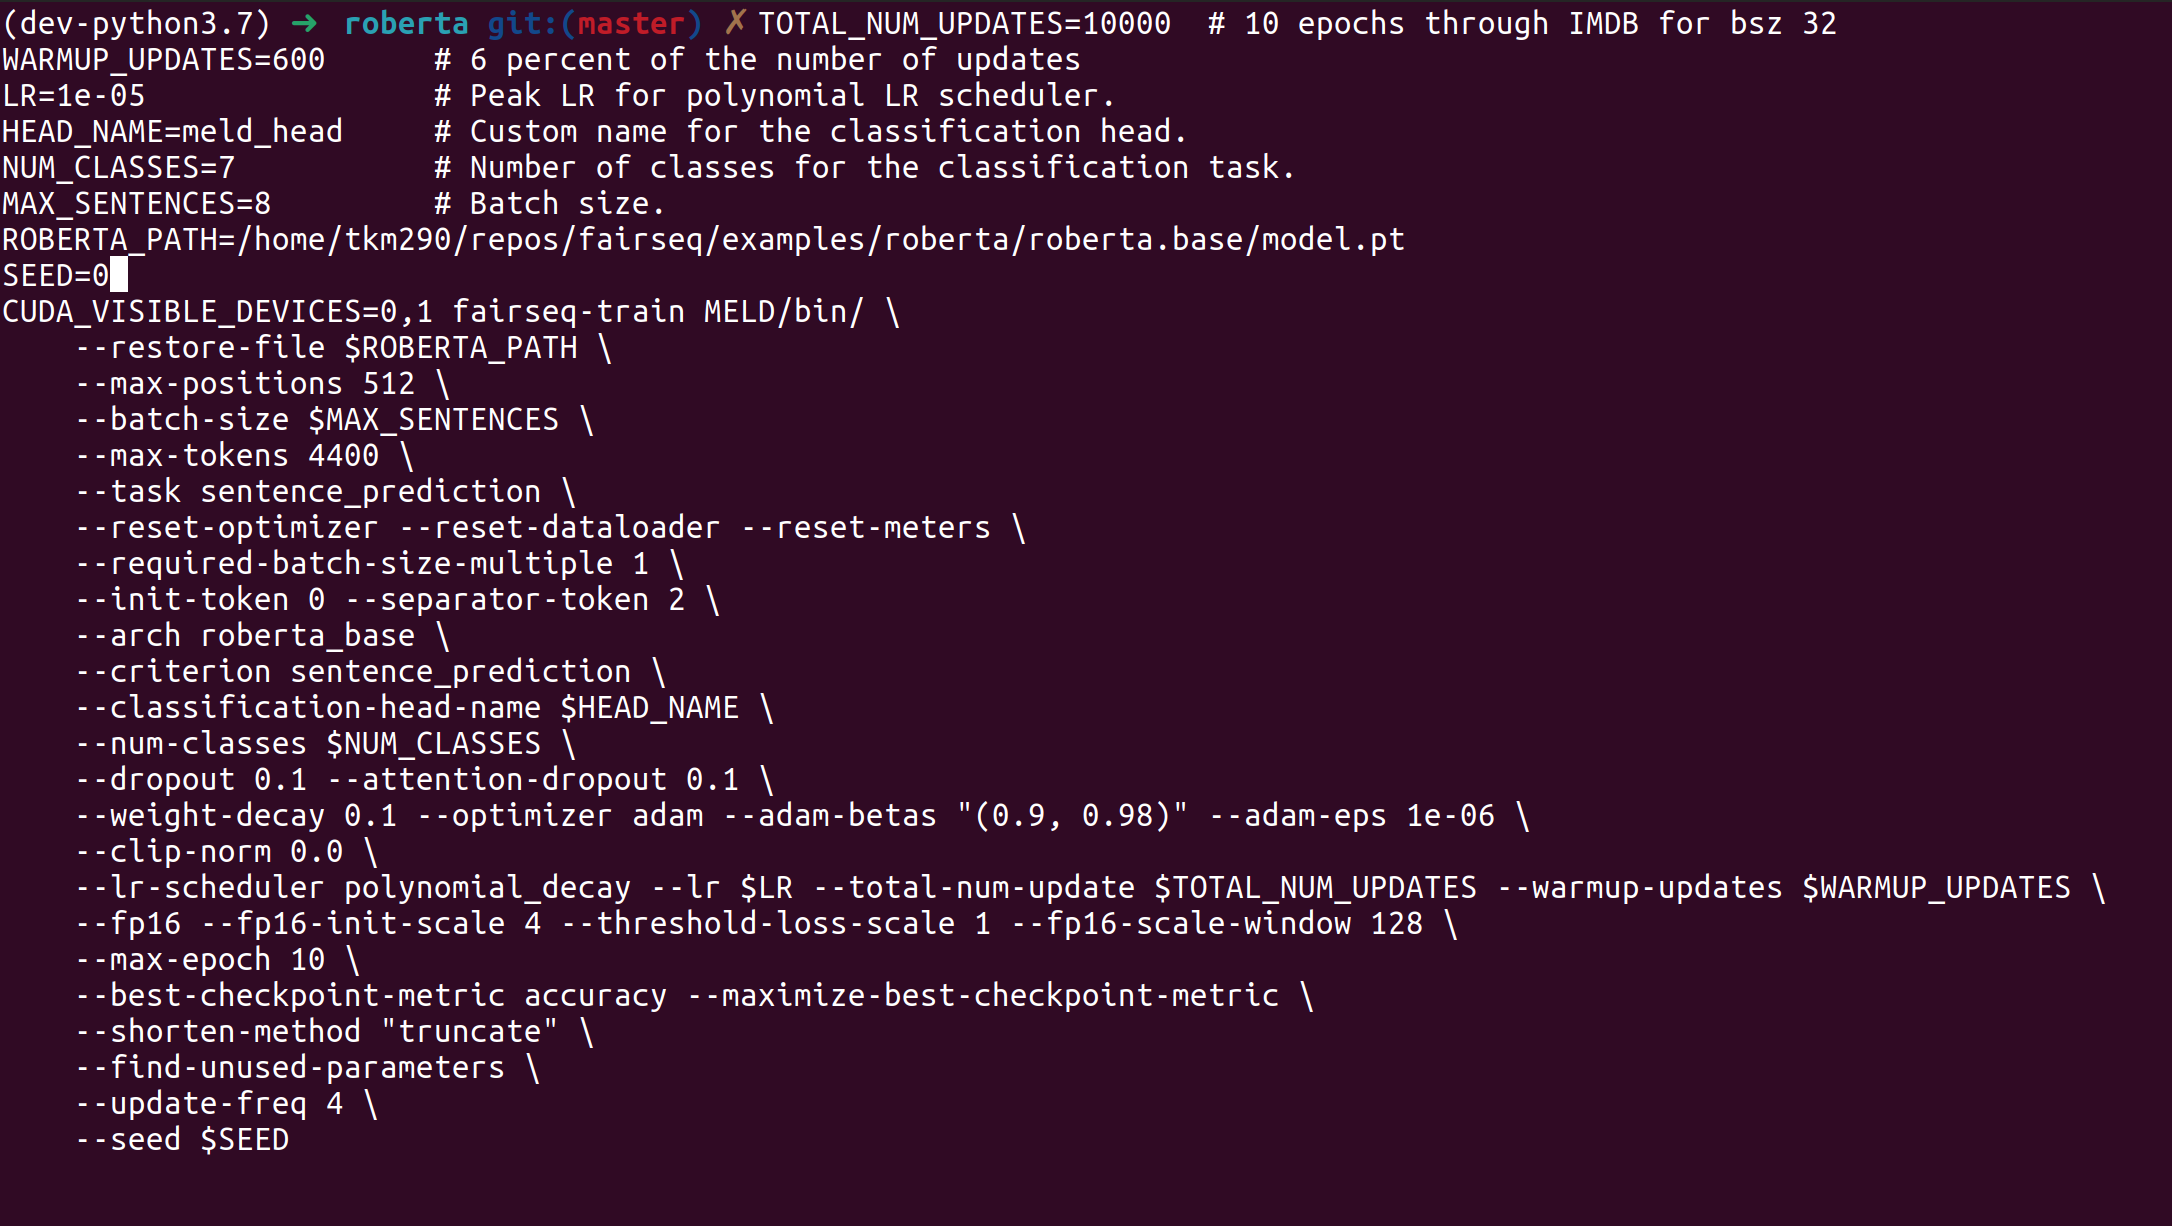 (dev-python3.7) ➜ roberta git:(master) ✗ TOTAL_NUM_UPDATES=10000  # 10 epochs through IMDB for bsz 32
WARMUP_UPDATES=600      # 6 percent of the number of updates
LR=1e-05                # Peak LR for polynomial LR scheduler.
HEAD_NAME=meld_head     # Custom name for the classification head.
NUM_CLASSES=7           # Number of classes for the classification task.
MAX_SENTENCES=8         # Batch size.
ROBERTA_PATH=/home/tkm290/repos/fairseq/examples/roberta/roberta.base/model.pt
SEED=0
CUDA_VISIBLE_DEVICES=0,1 fairseq-train MELD/bin/ \
    --restore-file $ROBERTA_PATH \
    --max-positions 512 \
    --batch-size $MAX_SENTENCES \
    --max-tokens 4400 \
    --task sentence_prediction \
    --reset-optimizer --reset-dataloader --reset-meters \
    --required-batch-size-multiple 1 \
    --init-token 0 --separator-token 2 \
    --arch roberta_base \
    --criterion sentence_prediction \
    --classification-head-name $HEAD_NAME \
    --num-classes $NUM_CLASSES \
    --dropout 0.1 --attention-dropout 0.1 \
    --weight-decay 0.1 --optimizer adam --adam-betas "(0.9, 0.98)" --adam-eps 1e-06 \
    --clip-norm 0.0 \
    --lr-scheduler polynomial_decay --lr $LR --total-num-update $TOTAL_NUM_UPDATES --warmup-updates $WARMUP_UPDATES \
    --fp16 --fp16-init-scale 4 --threshold-loss-scale 1 --fp16-scale-window 128 \
    --max-epoch 10 \
    --best-checkpoint-metric accuracy --maximize-best-checkpoint-metric \
    --shorten-method "truncate" \
    --find-unused-parameters \
    --update-freq 4 \
    --seed $SEED